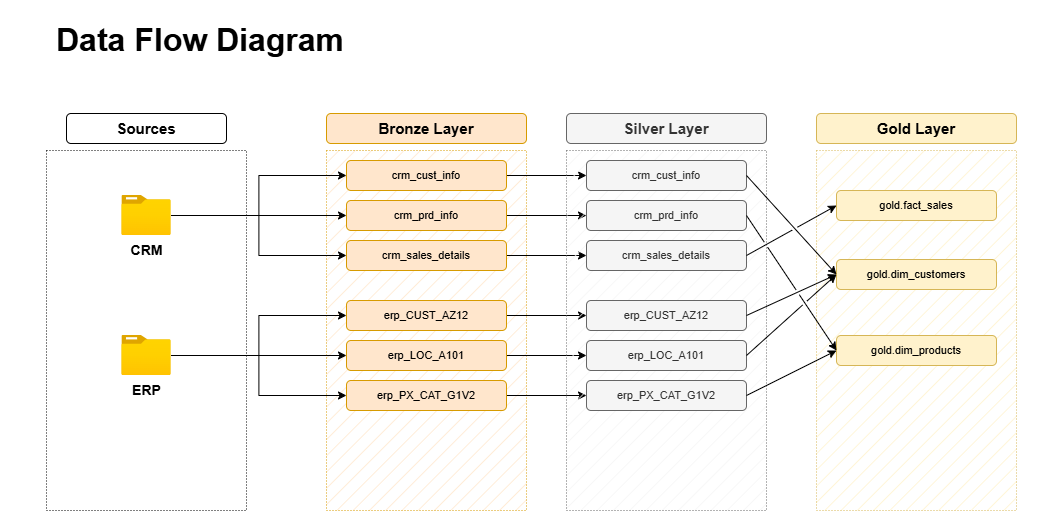 Data Flow Diagram
Sources
Bronze Layer
Silver Layer
Gold Layer
CRM
ERP
crm_cust_info
crm_prd_info
crm_sales_details
erp_CUST_AZ12
erp_LOC_A101
erp_PX_CAT_G1V2
crm_cust_info
crm_prd_info
crm_sales_details
erp_CUST_AZ12
erp_LOC_A101
erp_PX_CAT_G1V2
gold.fact_sales
gold.dim_customers
gold.dim_products